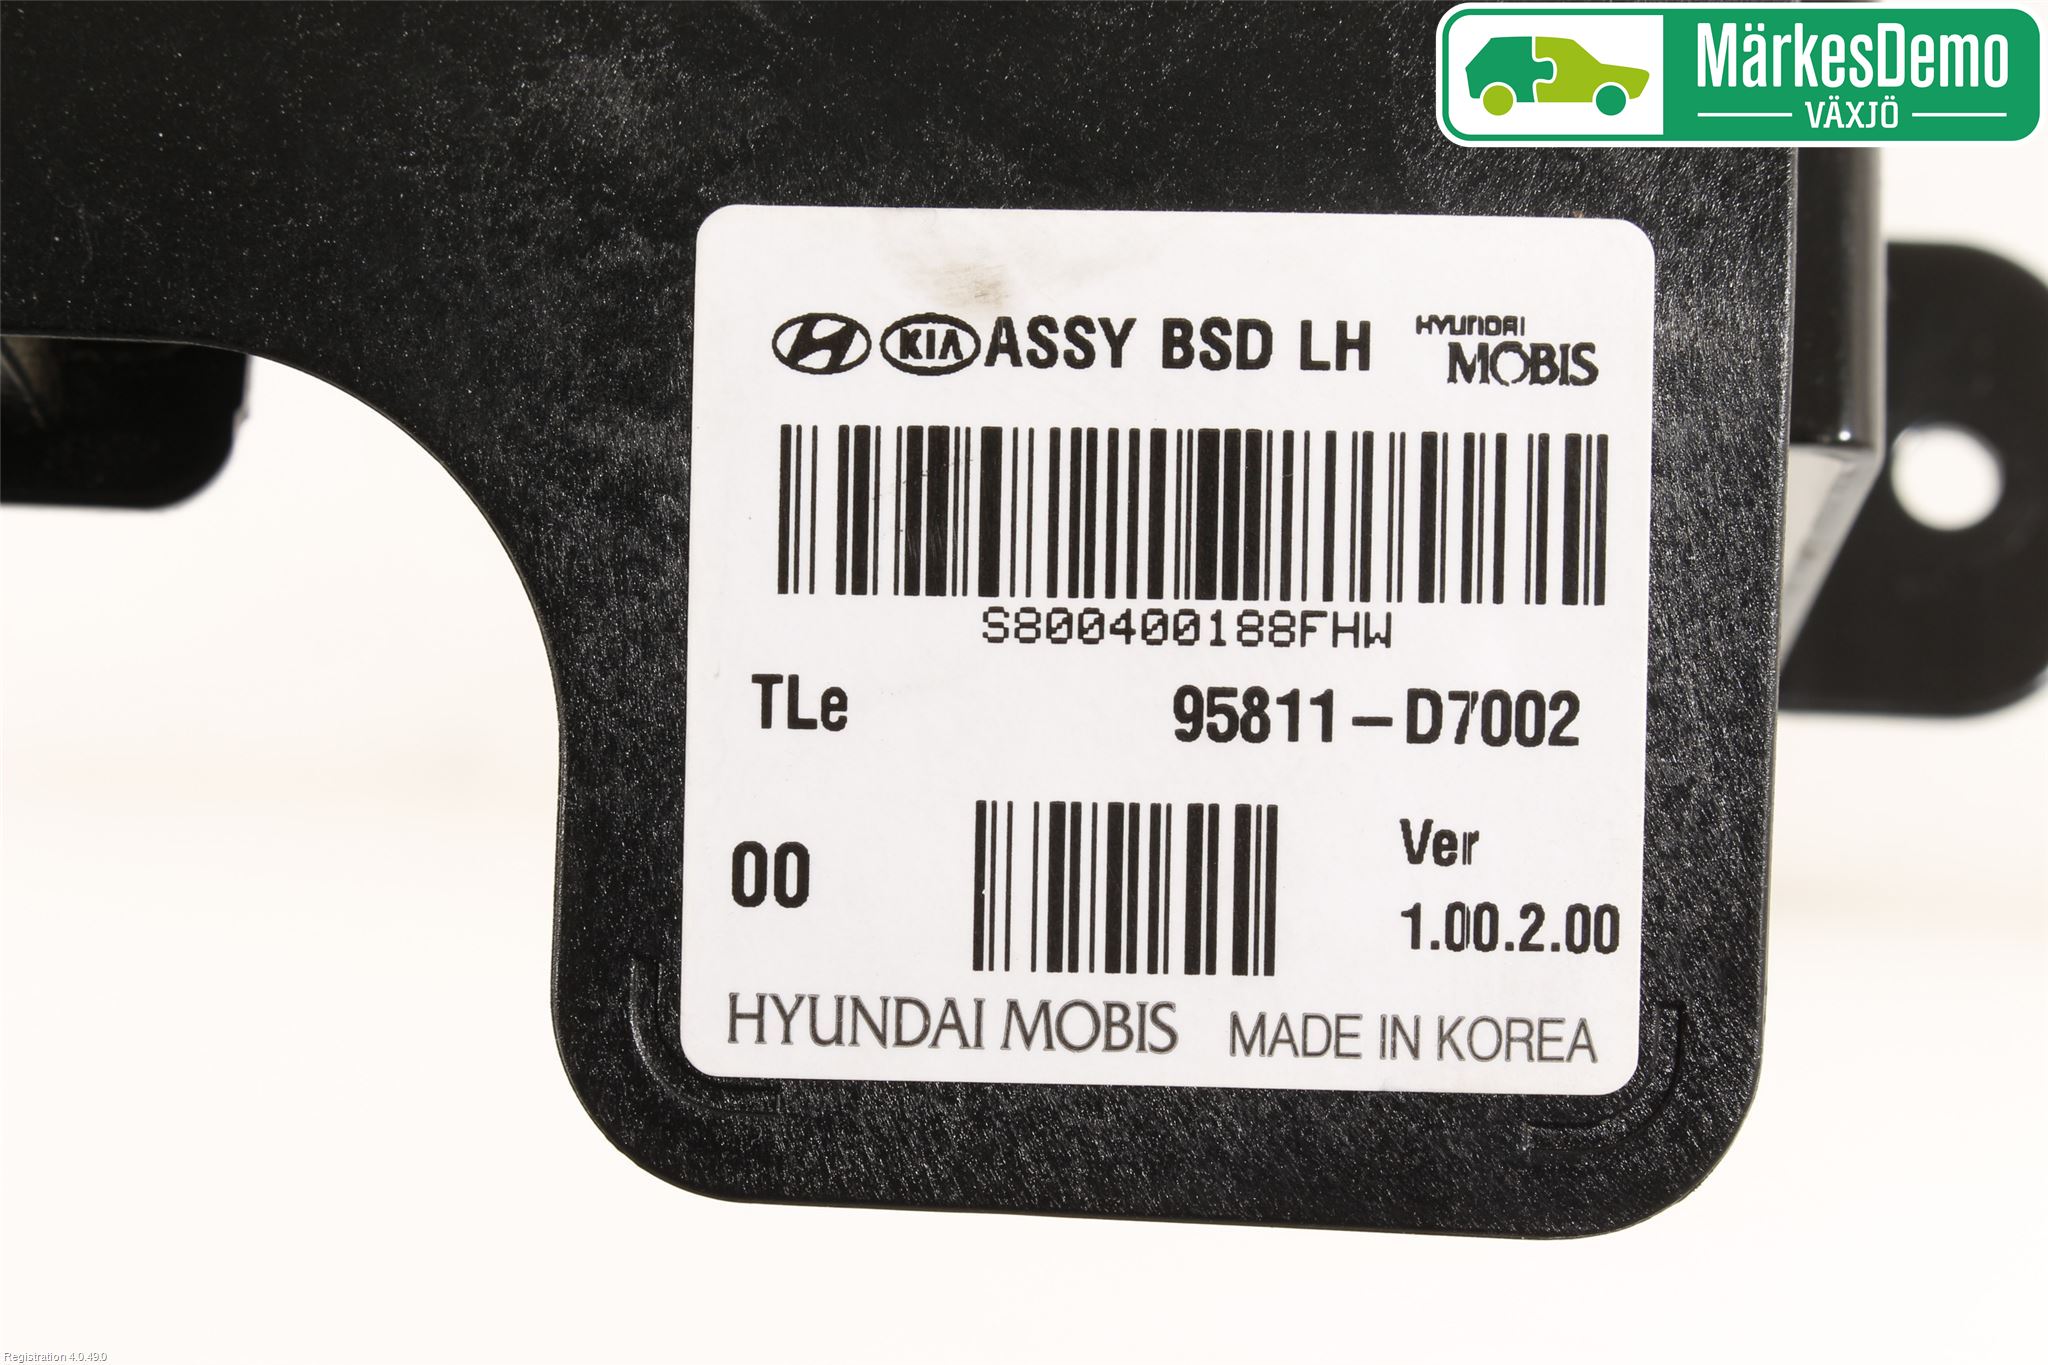 MärkesDemo
VÄXJÖ
KIA ASSY BSD LH HYUNDAI MOBIS
S800400188FHW
TLe 95811-D7002
00 Ver
1.00.2.00
HYUNDAI MOBIS MADE IN KOREA
Registration 4.0.49.0